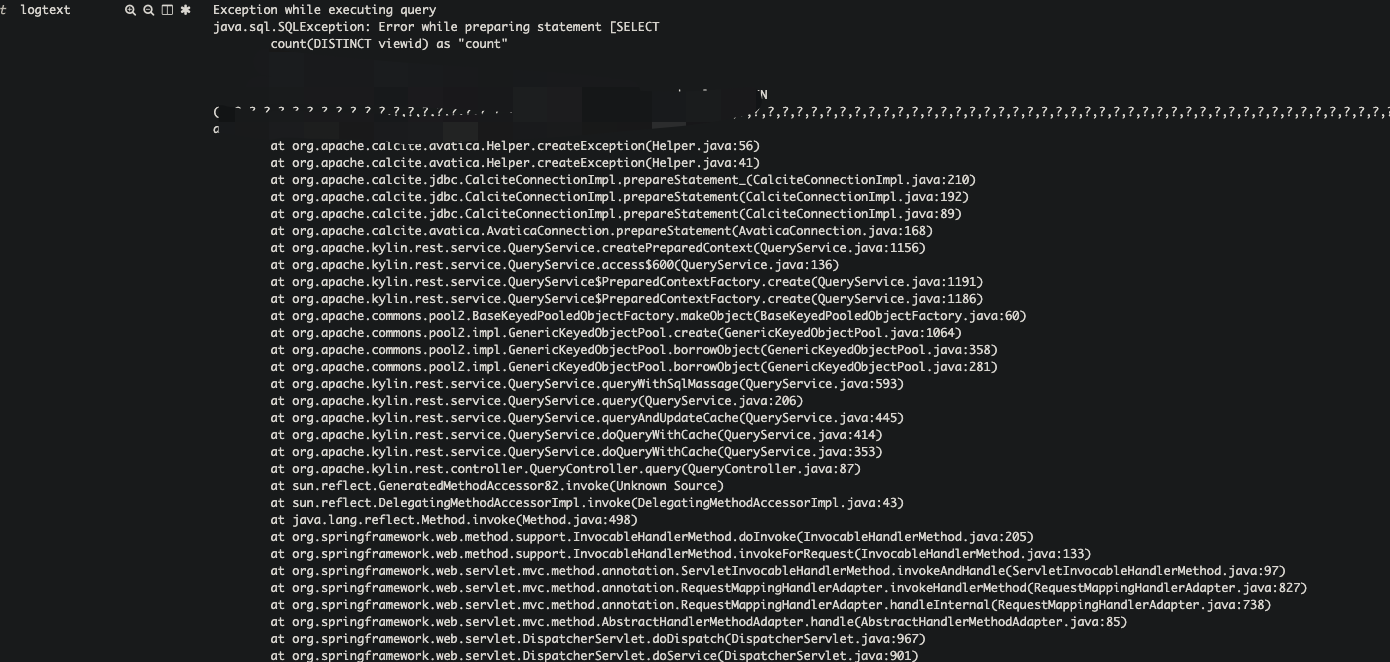 t logtext Exception while executing query
java.sql.SQLException: Error while preparing statement [SELECT
count(DISTINCT viewid) as "count"
at org.apache.calcite.avatica.Helper.createException(Helper.java:56)
at org.apache.calcite.avatica.Helper.createException(Helper.java:41)
at org.apache.calcite.jdbc.CalciteConnectionImpl.prepareStatement_(CalciteConnectionImpl.java:210)
at org.apache.calcite.jdbc.CalciteConnectionImpl.prepareStatement(CalciteConnectionImpl.java:192)
at org.apache.calcite.jdbc.CalciteConnectionImpl.prepareStatement(CalciteConnectionImpl.java:89)
at org.apache.calcite.avatica.AvaticaConnection.prepareStatement(AvaticaConnection.java:168)
at org.apache.kylin.rest.service.QueryService.createPreparedContext(QueryService.java:1156)
at org.apache.kylin.rest.service.QueryService.access$600(QueryService.java:136)
at org.apache.kylin.rest.service.QueryService$PreparedContextFactory.create(QueryService.java:1191)
at org.apache.kylin.rest.service.QueryService$PreparedContextFactory.create(QueryService.java:1186)
at org.apache.commons.pool2.BaseKeyedPooledObjectFactory.makeObject(BaseKeyedPooledObjectFactory.java:60)
at org.apache.commons.pool2.impl.GenericKeyedObjectPool.create(GenericKeyedObjectPool.java:1064)
at org.apache.commons.pool2.impl.GenericKeyedObjectPool.borrowObject(GenericKeyedObjectPool.java:358)
at org.apache.commons.pool2.impl.GenericKeyedObjectPool.borrowObject(GenericKeyedObjectPool.java:281)
at org.apache.kylin.rest.service.QueryService.queryWithSqlMassage(QueryService.java:593)
at org.apache.kylin.rest.service.QueryService.query(QueryService.java:206)
at org.apache.kylin.rest.service.QueryService.queryAndUpdateCache(QueryService.java:445)
at org.apache.kylin.rest.service.QueryService.doQueryWithCache(QueryService.java:414)
at org.apache.kylin.rest.service.QueryService.doQueryWithCache(QueryService.java:353)
at org.apache.kylin.rest.controller.QueryController.query(QueryController.java:87)
at sun.reflect.GeneratedMethodAccessor82.invoke(Unknown Source)
at sun.reflect.DelegatingMethodAccessorImpl.invoke(DelegatingMethodAccessorImpl.java:43)
at java.lang.reflect.Method.invoke(Method.java:498)
at org.springframework.web.method.support.InvocableHandlerMethod.doInvoke(InvocableHandlerMethod.java:205)
at org.springframework.web.method.support.InvocableHandlerMethod.invokeForRequest(InvocableHandlerMethod.java:133)
at org.springframework.web.servlet.mvc.method.annotation.ServletInvocableHandlerMethod.invokeAndHandle(ServletInvocableHandlerMethod.java:97)
at org.springframework.web.servlet.mvc.method.annotation.RequestMappingHandlerAdapter.invokeHandlerMethod(RequestMappingHandlerAdapter.java:827)
at org.springframework.web.servlet.mvc.method.annotation.RequestMappingHandlerAdapter.handleInternal(RequestMappingHandlerAdapter.java:738)
at org.springframework.web.servlet.mvc.method.AbstractHandlerMethodAdapter.handle(AbstractHandlerMethodAdapter.java:85)
at org.springframework.web.servlet.DispatcherServlet.doDispatch(DispatcherServlet.java:967)
at org.springframework.web.servlet.DispatcherServlet.doService(DispatcherServlet.java:901)